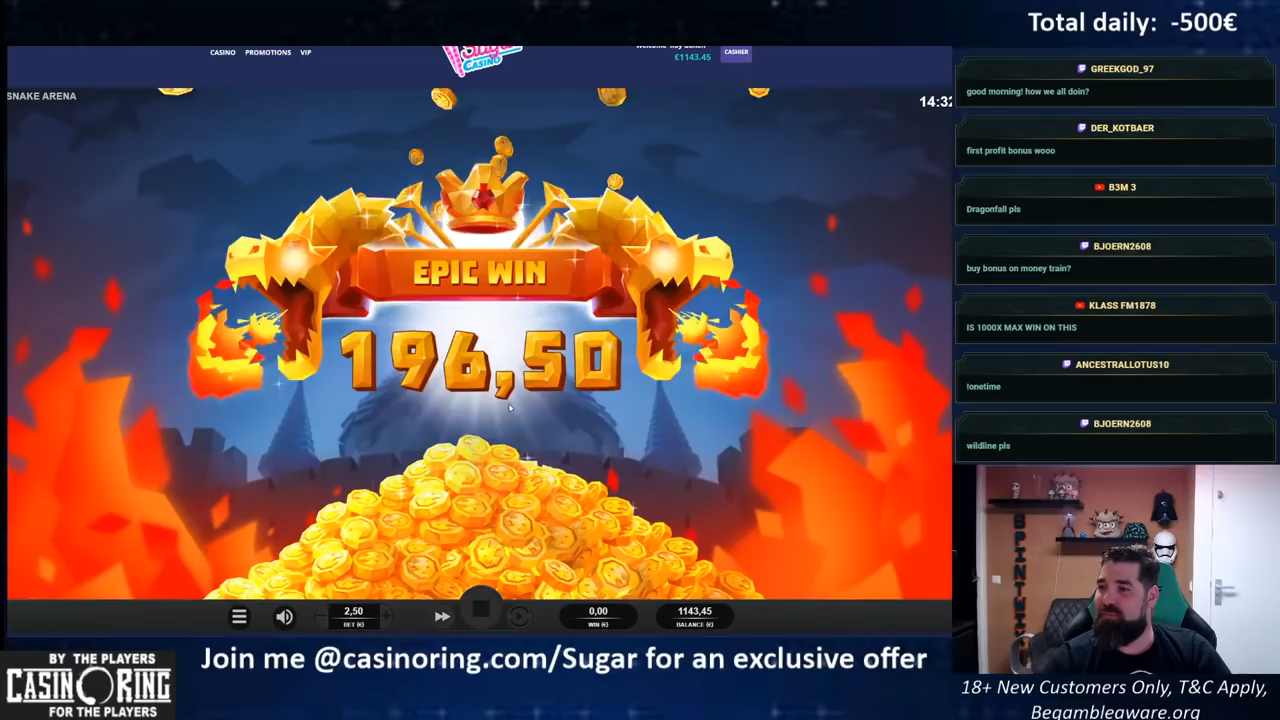 Total daily: -500€
CASINO PROMOTIONS VIP
CASINO
€1143.45
CASHIER
SNAKE ARENA
14:32
EPIC WIN
196,50
2,50
BET (€)
0,00
WIN (€)
1143,45
BALANCE (€)
GREEKGOD_97
good morning! how we all doin?
DER_KOTBAER
first profit bonus wooo
B3M 3
Dragonfall pls
BJOERN2608
buy bonus on money train?
KLASS FM1878
IS 1000X MAX WIN ON THIS
ANCESTRALLOTUS10
!onetime
BJOERN2608
wildline pls
SPINTWIN
BY THE PLAYERS
CASINORING
FOR THE PLAYERS
Join me @casinoring.com/Sugar for an exclusive offer
18+ New Customers Only, T&C Apply,
Begambleaware.org